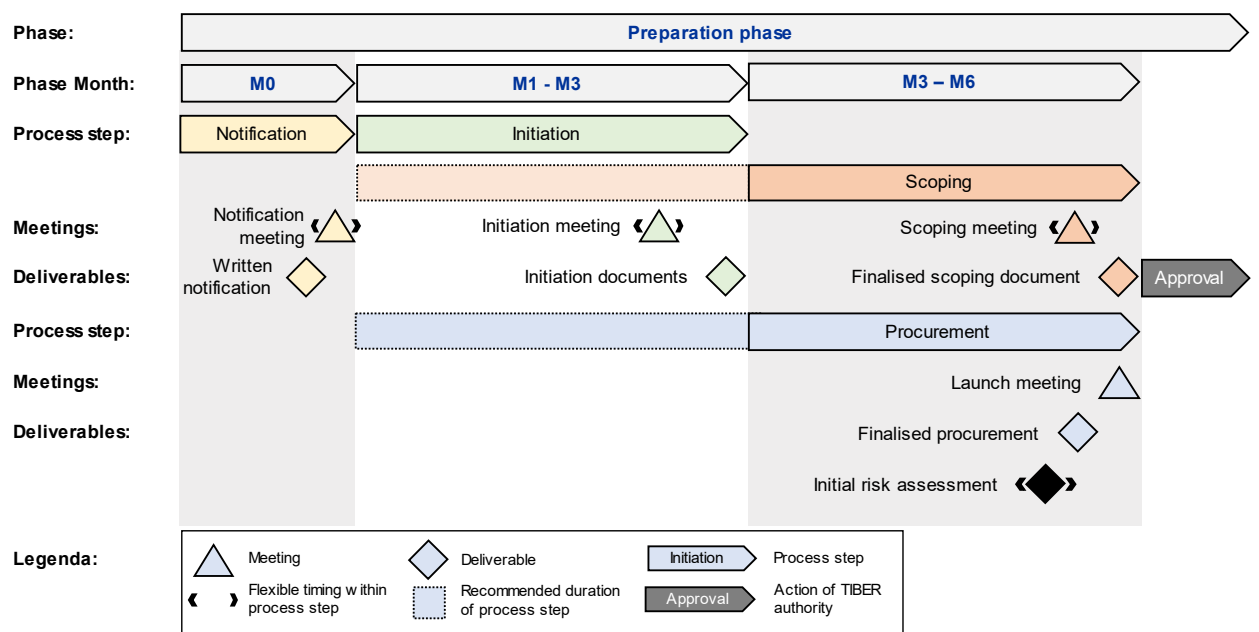 Phase:
Preparation phase
Phase Month:
M0
M1 - M3
M3 – M6
Process step:
Notification
Initiation
Scoping
Meetings:
Notification
meeting
Initiation meeting
Scoping meeting
Deliverables:
Written
notification
Initiation documents
Finalised scoping document
Approval
Process step:
Procurement
Meetings:
Launch meeting
Deliverables:
Finalised procurement
Initial risk assessment
Legenda:
Meeting
Deliverable
Initiation
Process step
Flexible timing within
process step
Recommended duration
of process step
Approval
Action of TIBER
authority